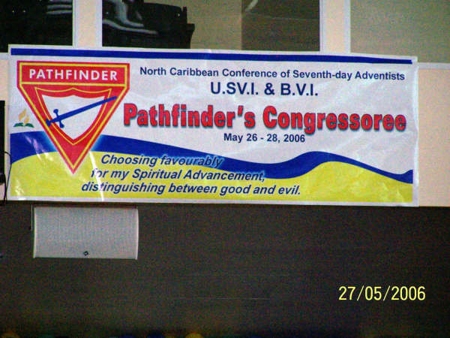 PATHFINDER
North Caribbean Conference of Seventh-day Adventists
U.SV.I. & B.V.I.
Pathfinder's Congressoree
May 26 - 28, 2006
Choosing favourably
for my Spiritual Advancement,
distinguishing between good and evil.
27/05/2006